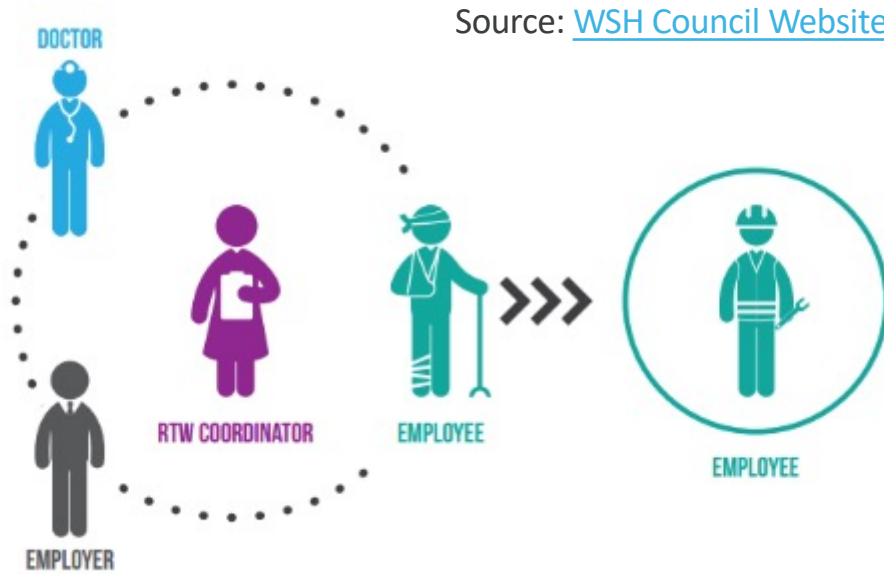 Source: WSH Council Website
DOCTOR
RTW COORDINATOR
EMPLOYEE
EMPLOYEE
EMPLOYER